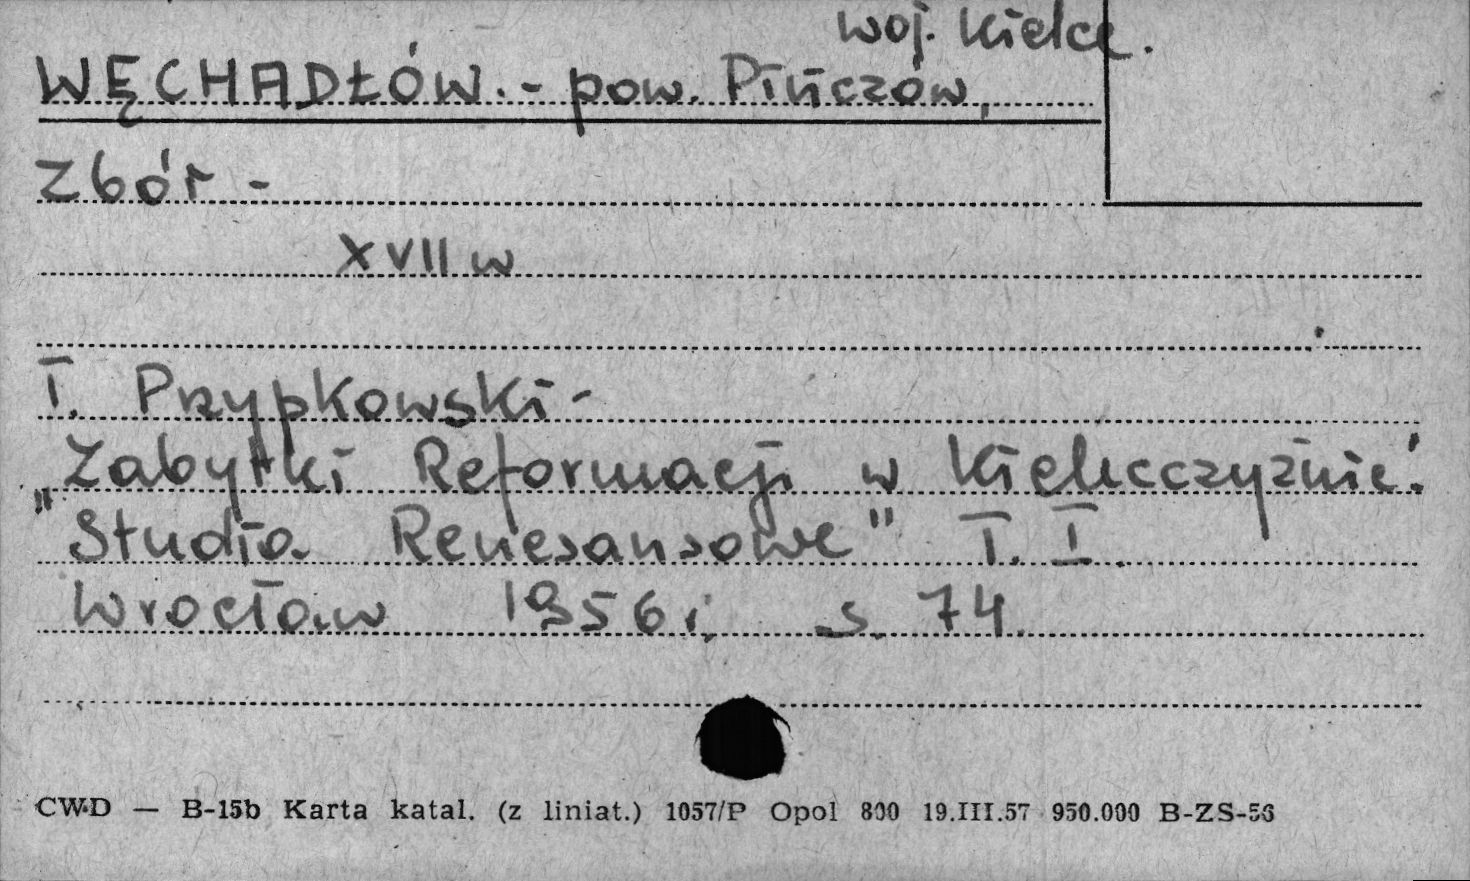 woj. Kielce.
WĘCHADŁÓW. - pow. Pińczów,
Zbór -
XVII w
T. Przypkowski -
Zabytki Reformacji w Kielecczyźnie.
"Studia Renesansowe" T. I.
Wrocław 1956 r. s. 74.
CWD — B-15b Karta katal. (z liniat.) 1057/P Opol 800 19.III.57 950.000 B-ZS-56